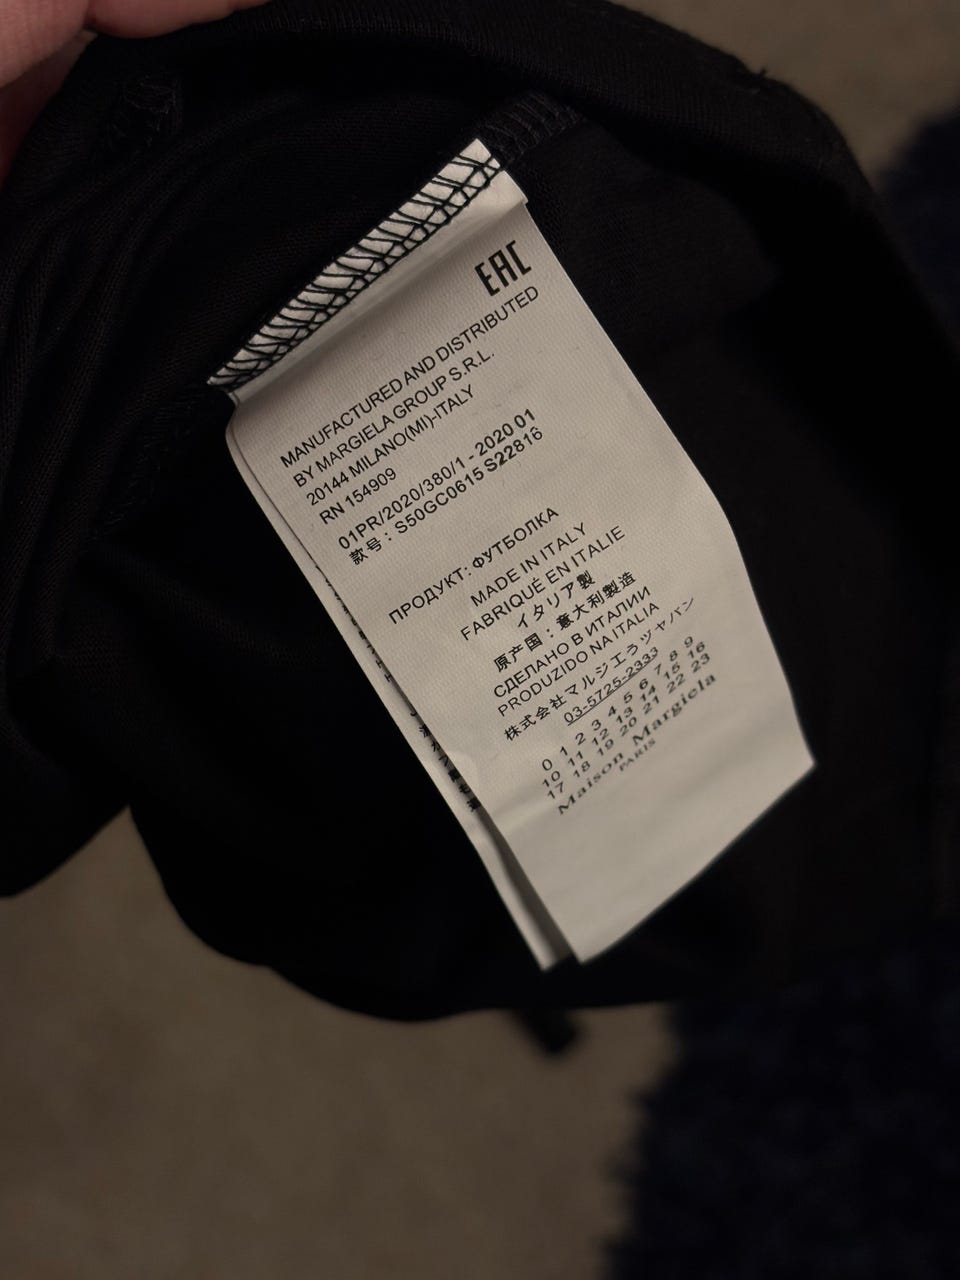 EAC
MANUFACTURED AND DISTRIBUTED
BY MARGIELA GROUP S.R.L.
20144 MILANO(MI)-ITALY
RN 154909
01PR/2020/380/1 - 2020 01
款号：S50GC0615 S22816
ПРОДУКТ: ФУТБОЛКА
MADE IN ITALY
FABRIQUÉ EN ITALIE
イタリア製
原产国：意大利製造
СДЕЛАНО В ИТАЛИИ
PRODUZIDO NA ITALIA
株式会社マルジエラジャパン
03-5725-2333
0 1 2 3 4 5 6 7 8 9
10 11 12 13 14 15 16
17 18 19 20 21 22 23
Maison Margiela
PARIS